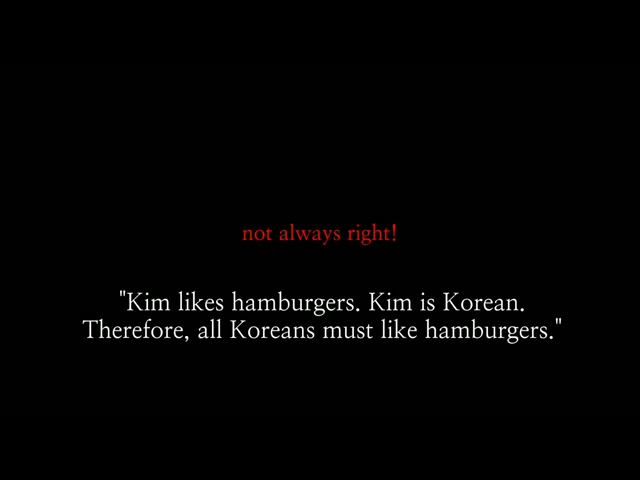 not always right!
"Kim likes hamburgers. Kim is Korean.
Therefore, all Koreans must like hamburgers."